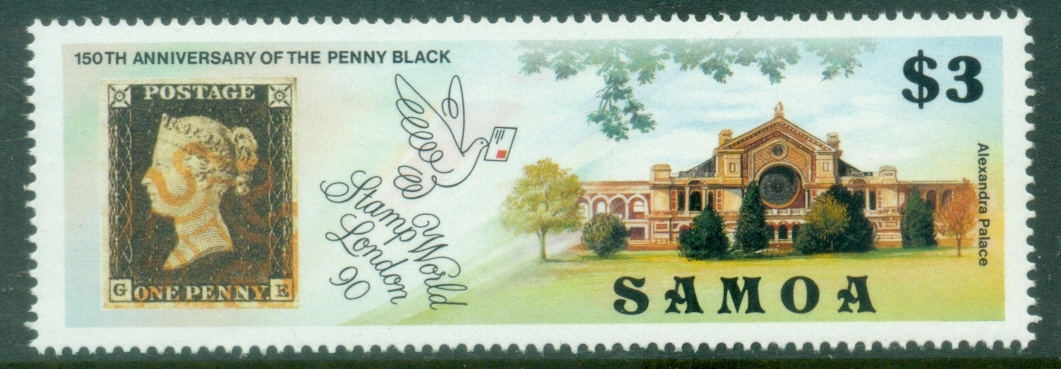 150TH ANNIVERSARY OF THE PENNY BLACK
POSTAGE
G ONE PENNY. E
Stamp World
London
90
$3
Alexandra Palace
SAMOA